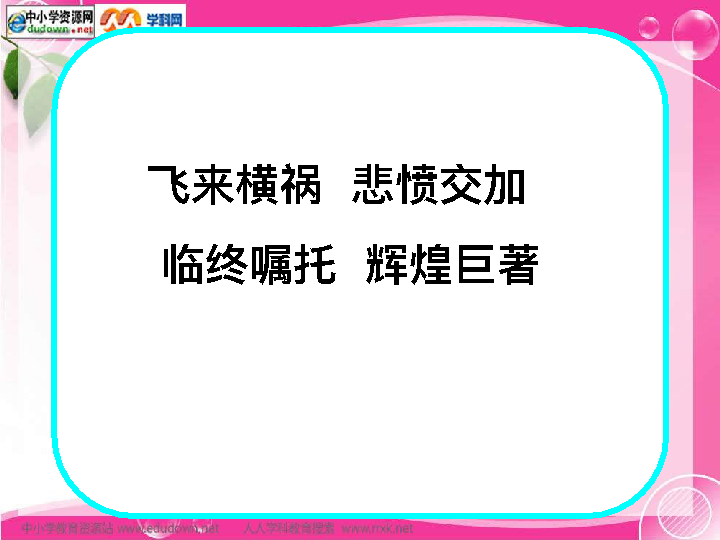 中小学资源网 学科网
dudown.net
飞来横祸 悲愤交加
临终嘱托 辉煌巨著
中小学教育资源站 www.edudown.net 人人学科教育搜索 www.rrxk.net